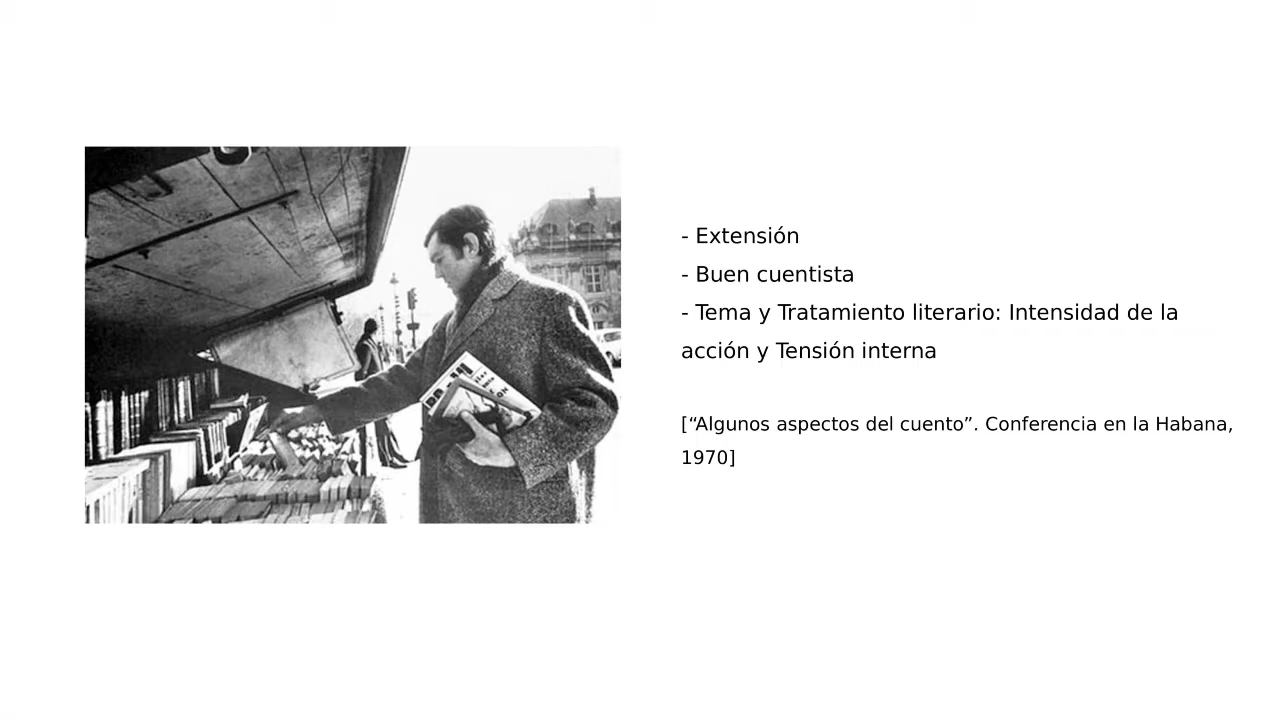 - Extensión
- Buen cuentista
- Tema y Tratamiento literario: Intensidad de la
acción y Tensión interna
[“Algunos aspectos del cuento”. Conferencia en la Habana,
1970]